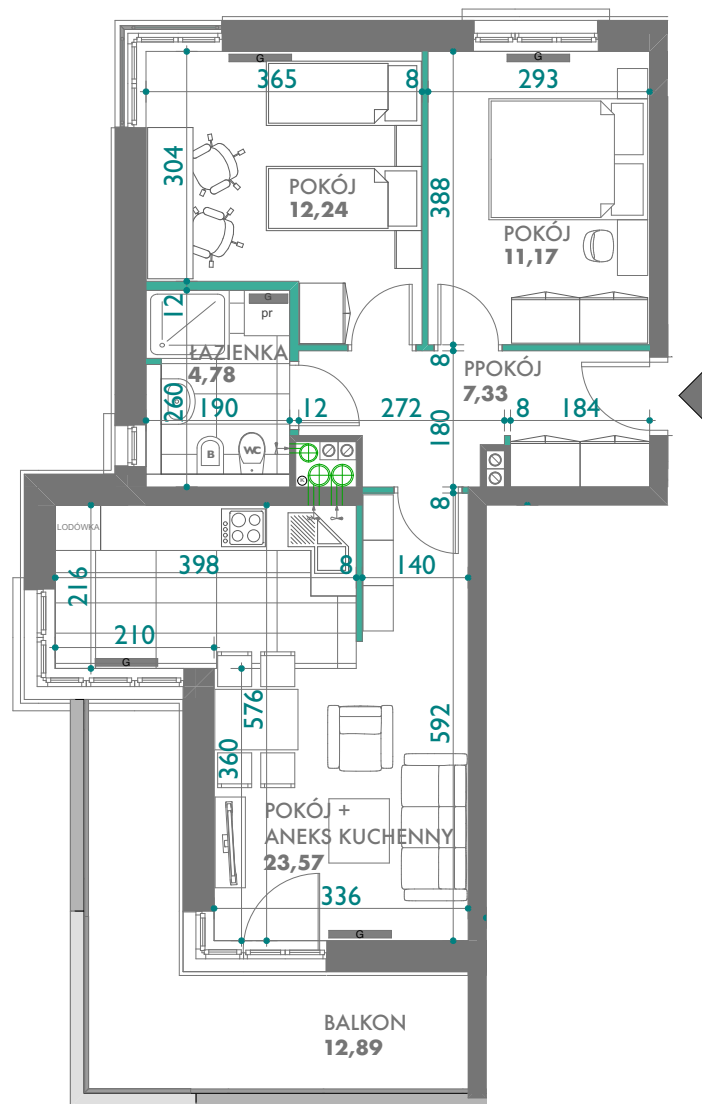 G
G
365
8
293
304
388
POKÓJ
12,24
POKÓJ
11,17
12
G
pr
ŁAZIENKA
4,78
8
PPOKÓJ
7,33
260
190
12
272
180
8
184
B
WC
8
LODÓWKA
216
398
8
140
210
G
576
592
360
POKÓJ +
ANEKS KUCHENNY
23,57
336
G
BALKON
12,89